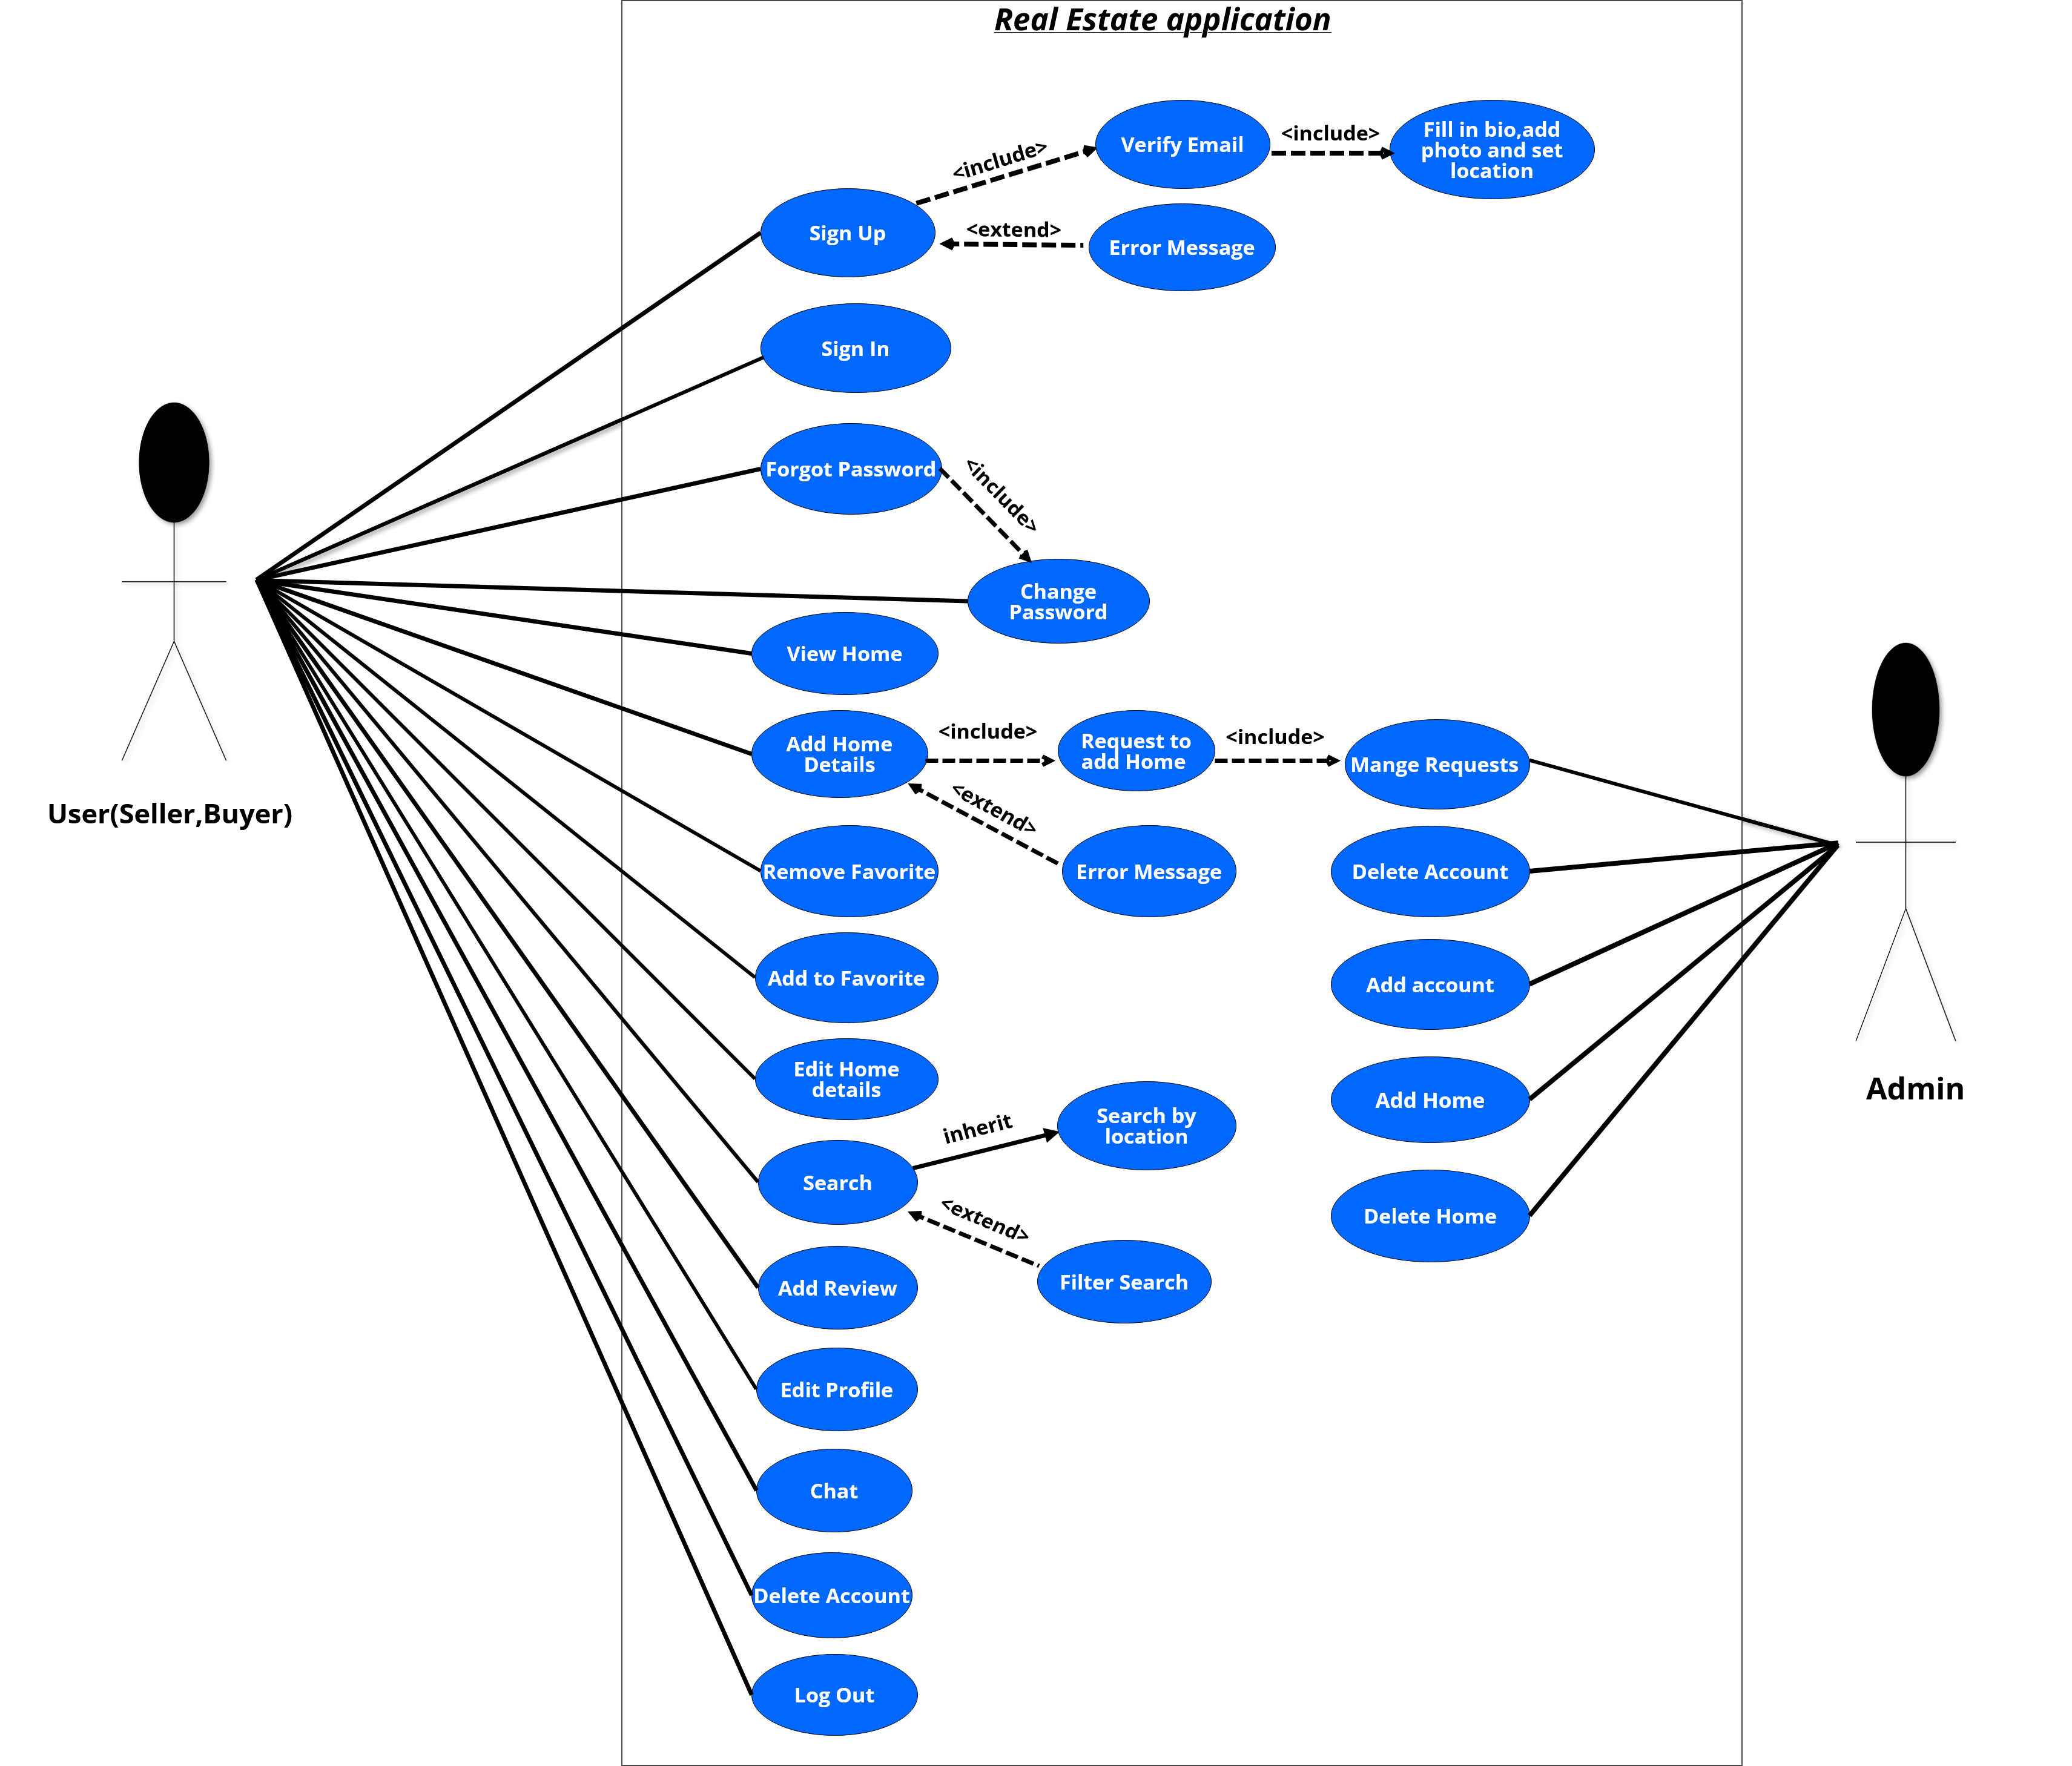 Real Estate application
Verify Email
<include>
Fill in bio,add
photo and set
location
<include>
Sign Up
<extend>
Error Message
Sign In
Forgot Password
<include>
Change
Password
View Home
Add Home
Details
<include>
Request to
add Home
<include>
Mange Requests
User(Seller,Buyer)
<extend>
Remove Favorite
Error Message
Delete Account
Add to Favorite
Add account
Edit Home
details
Admin
Add Home
inherit
Search by
location
Search
<extend>
Delete Home
Add Review
Filter Search
Edit Profile
Chat
Delete Account
Log Out